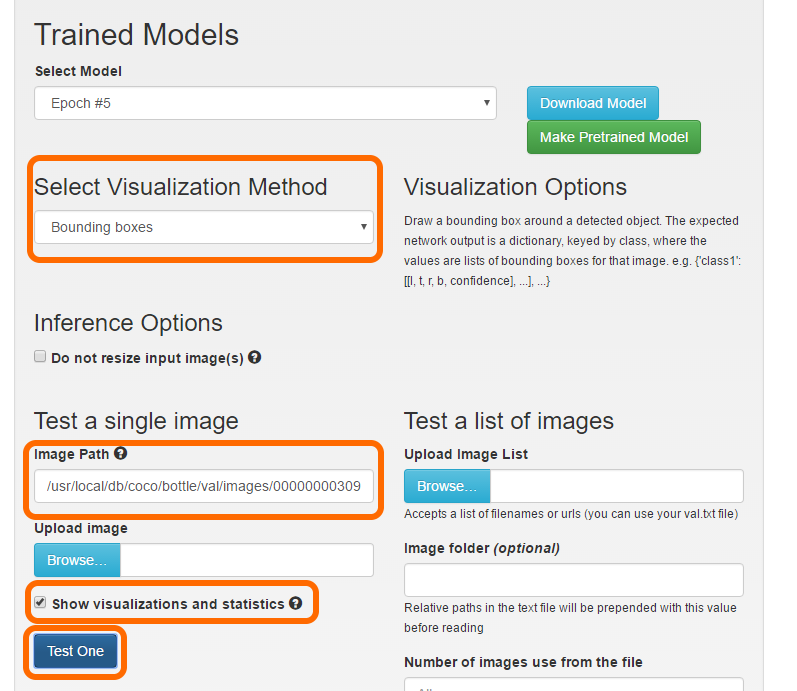 Trained Models
Select Model
Epoch #5
Download Model
Make Pretrained Model
Select Visualization Method
Bounding boxes
Visualization Options
Draw a bounding box around a detected object. The expected
network output is a dictionary, keyed by class, where the
values are lists of bounding boxes for that image. e.g. {'class1':
[[l, t, r, b, confidence], ...], ...}
Inference Options
Do not resize input image(s)
Test a single image
Image Path
/usr/local/db/coco/bottle/val/images/00000000309
Upload image
Browse...
Show visualizations and statistics
Test One
Test a list of images
Upload Image List
Browse...
Accepts a list of filenames or urls (you can use your val.txt file)
Image folder (optional)
Relative paths in the text file will be prepended with this value
before reading
Number of images use from the file